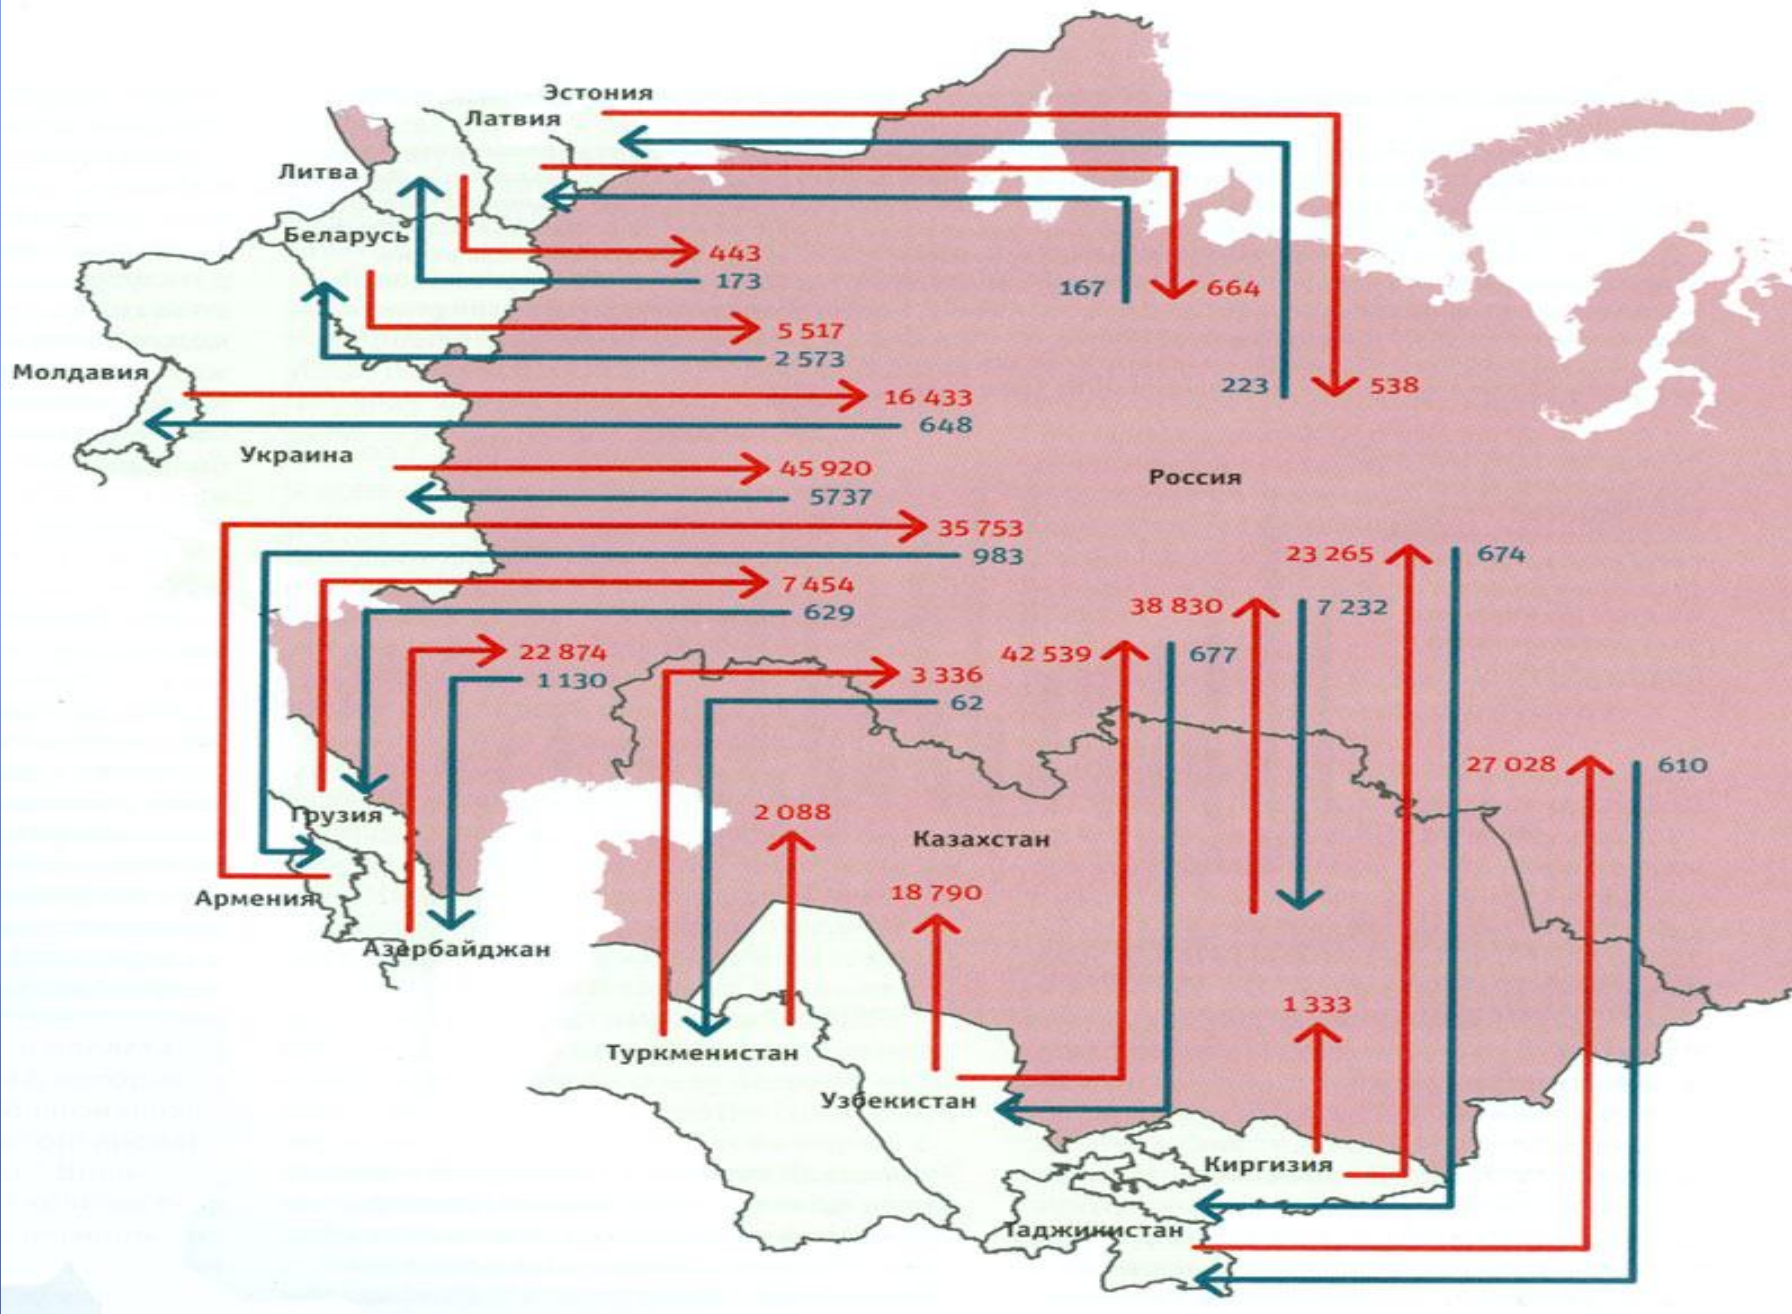 Эстония
Латвия
Литва
Беларусь
443
173
167
664
5 517
2 573
Молдавия
223
538
16 433
648
Украина
45 920
5737
Россия
35 753
983
23 265
674
7 454
629
38 830
7 232
22 874
1 130
42 539
677
3 336
62
27 028
610
2 088
Грузия
Казахстан
18 790
Армения
Азербайджан
1 333
Туркменистан
Узбекистан
Киргизия
Таджикистан